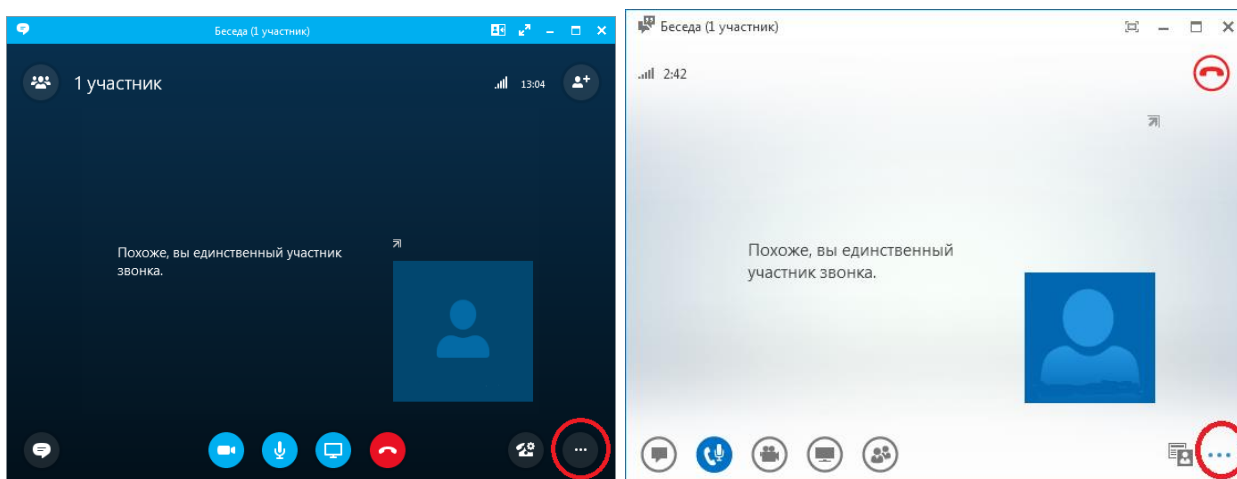 Беседа (1 участник)
1 участник
13:04
Похоже, вы единственный участник
звонка.
Беседа (1 участник)
2:42
Похоже, вы единственный
участник звонка.